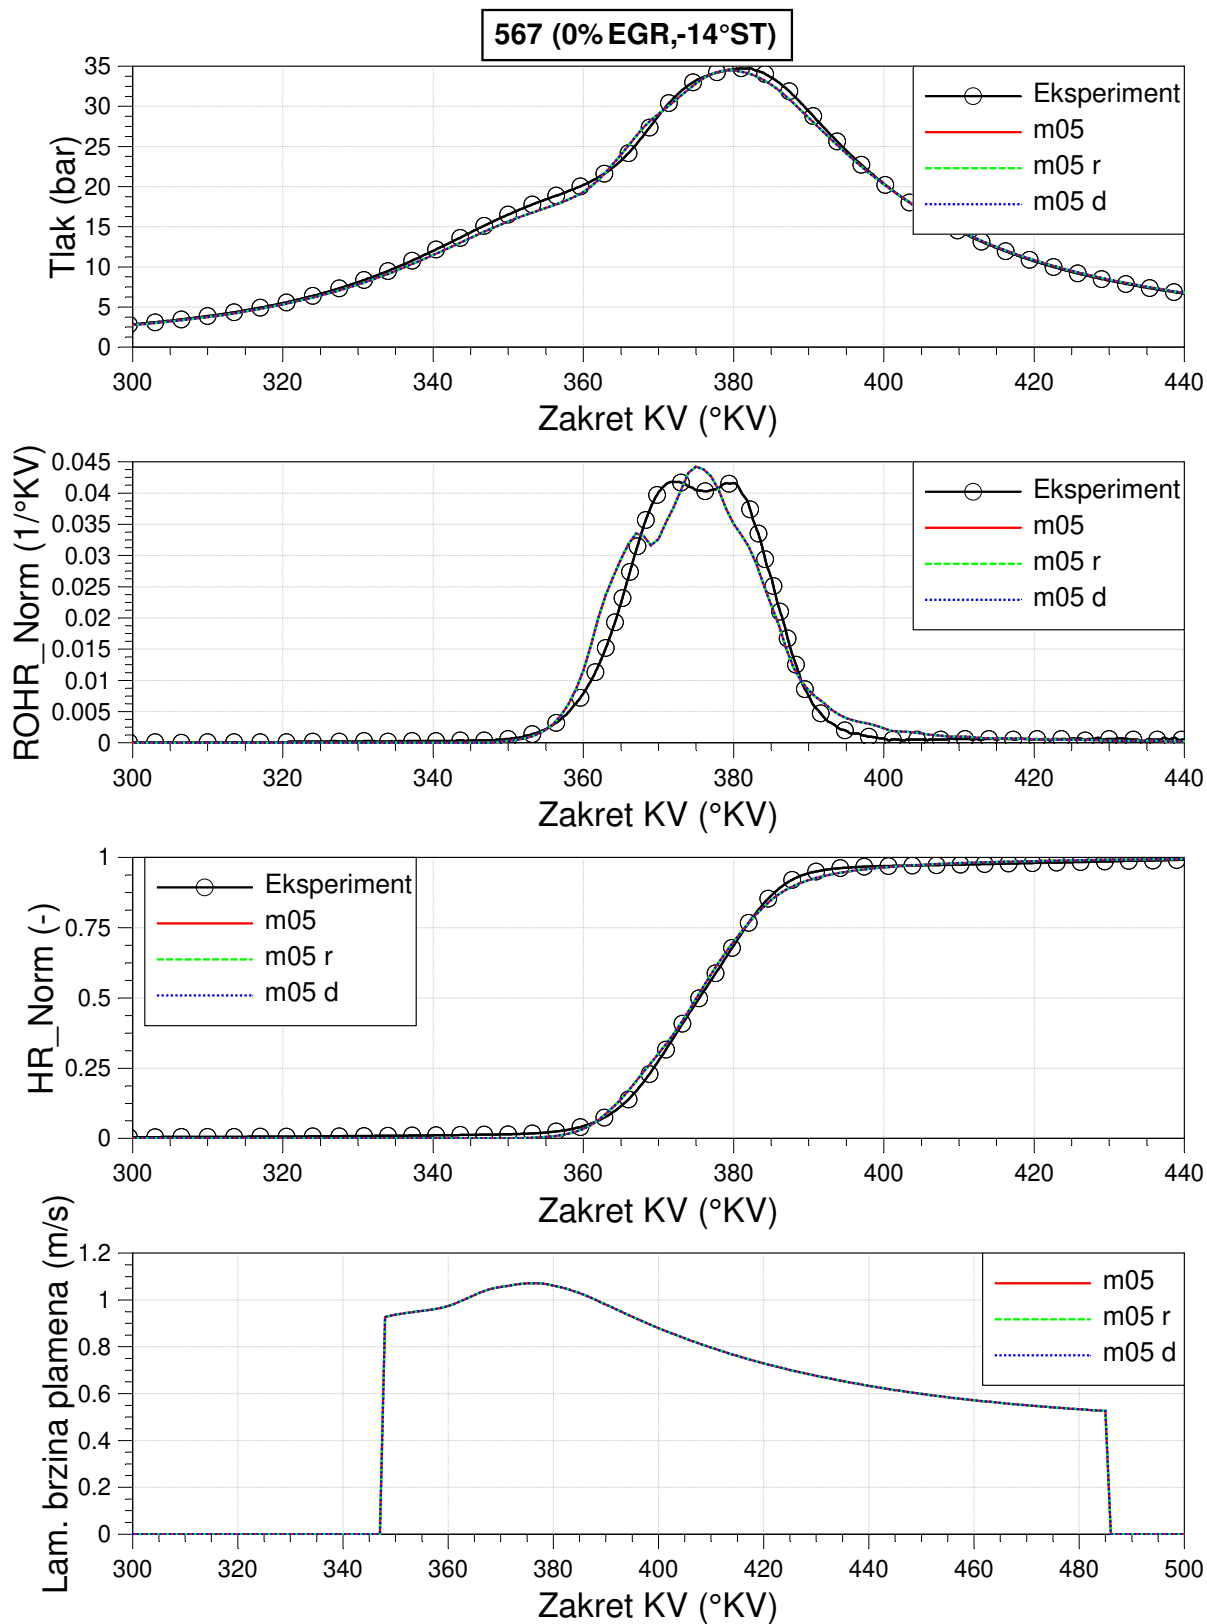 567 (0% EGR,-14°ST)
Tlak (bar)
35
30
25
20
15
10
5
0
Eksperiment
m05
m05 r
m05 d
300 320 340 360 380 400 420 440
Zakret KV (°KV)
ROHR_Norm (1/°KV)
0.045
0.04
0.035
0.03
0.025
0.02
0.015
0.01
0.005
0
Eksperiment
m05
m05 r
m05 d
300 320 340 360 380 400 420 440
Zakret KV (°KV)
HR_Norm (-)
1
0.75
0.5
0.25
0
Eksperiment
m05
m05 r
m05 d
300 320 340 360 380 400 420 440
Zakret KV (°KV)
Lam. brzina plamena (m/s)
1.2
1
0.8
0.6
0.4
0.2
0
m05
m05 r
m05 d
300 320 340 360 380 400 420 440 460 480 500
Zakret KV (°KV)